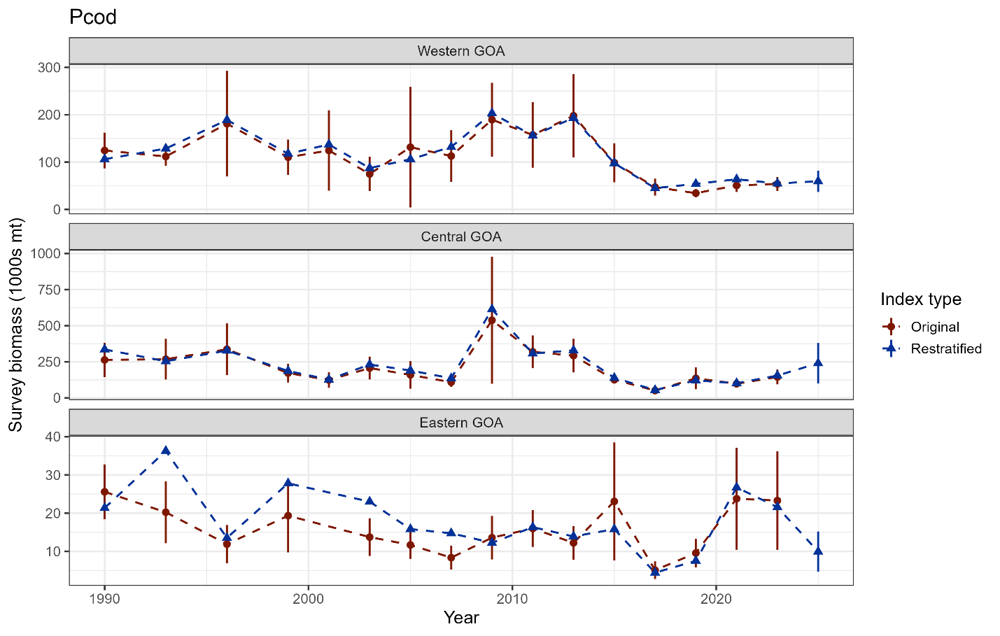 Pcod
Western GOA
300
200
100
0
Central GOA
1000
750
500
250
0
Eastern GOA
40
30
20
10
1990
2000
2010
2020
Year
Survey biomass (1000s mt)
Index type
Original
Restratified